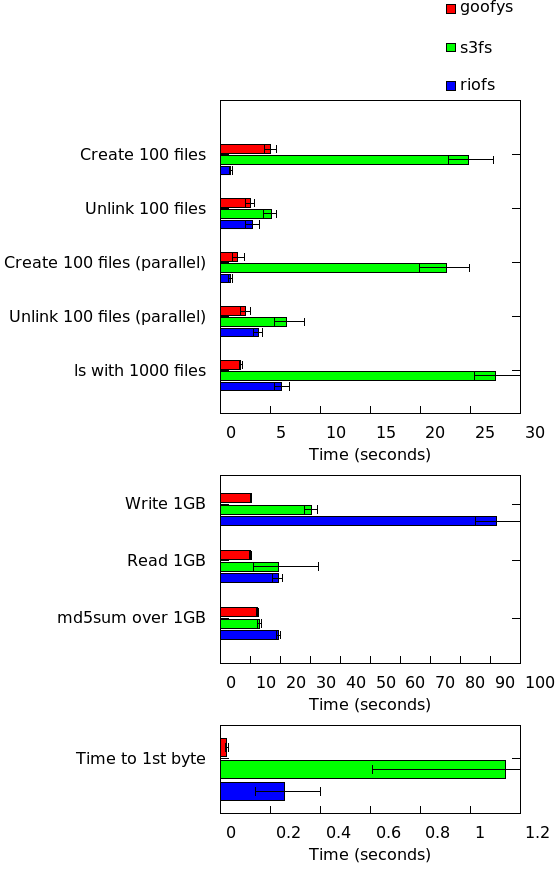 goofys
s3fs
riofs
Create 100 files
Unlink 100 files
Create 100 files (parallel)
Unlink 100 files (parallel)
ls with 1000 files
0 5 10 15 20 25 30
Time (seconds)
Write 1GB
Read 1GB
md5sum over 1GB
0 10 20 30 40 50 60 70 80 90 100
Time (seconds)
Time to 1st byte
0 0.2 0.4 0.6 0.8 1 1.2
Time (seconds)